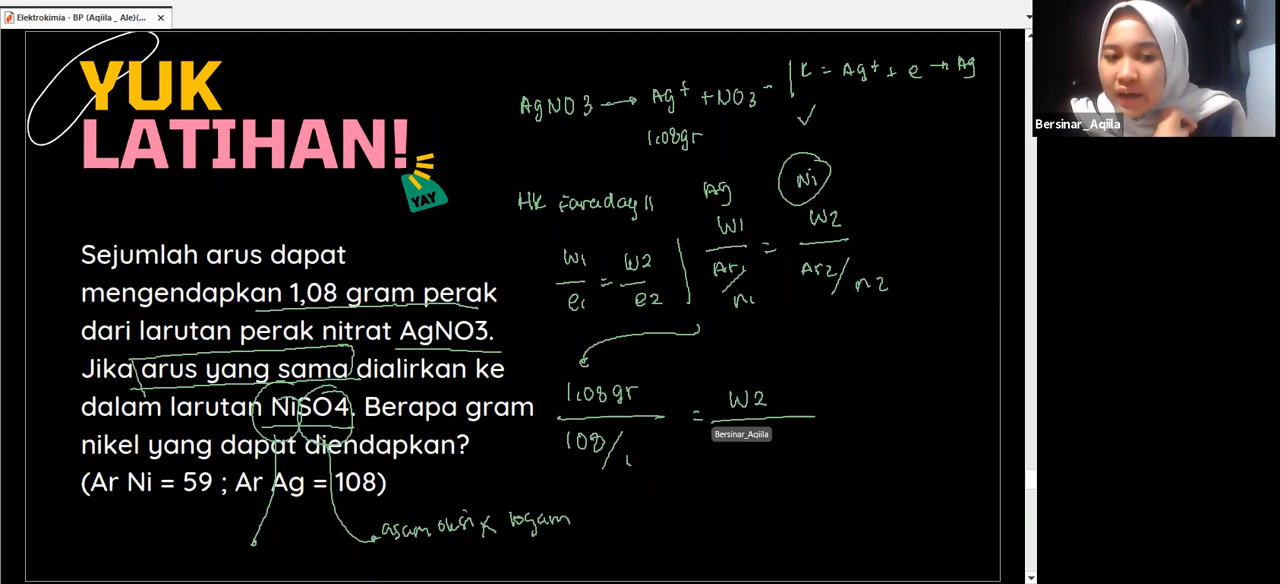 Elektrokimia - BP (Aqiila _ Ale)(...
YUK
LATIHAN!
YAY
Sejumlah arus dapat
mengendapkan 1,08 gram perak
dari larutan perak nitrat AgNO3.
Jika arus yang sama dialirkan ke
dalam larutan NiSO4. Berapa gram
nikel yang dapat diendapkan?
(Ar Ni = 59 ; Ar Ag = 108)
AgNO3 → Ag+ + NO3-
1,08gr
K = Ag+ + e → Ag
HK Faraday II
W1 / e1 = W2 / e2
Ag
Ni
W1 / Ar1/n1 = W2 / Ar2/n2
1,08gr / 108/1 = W2
asam oksi x logam
Bersinar_Aqiila
Bersinar_Aqiila